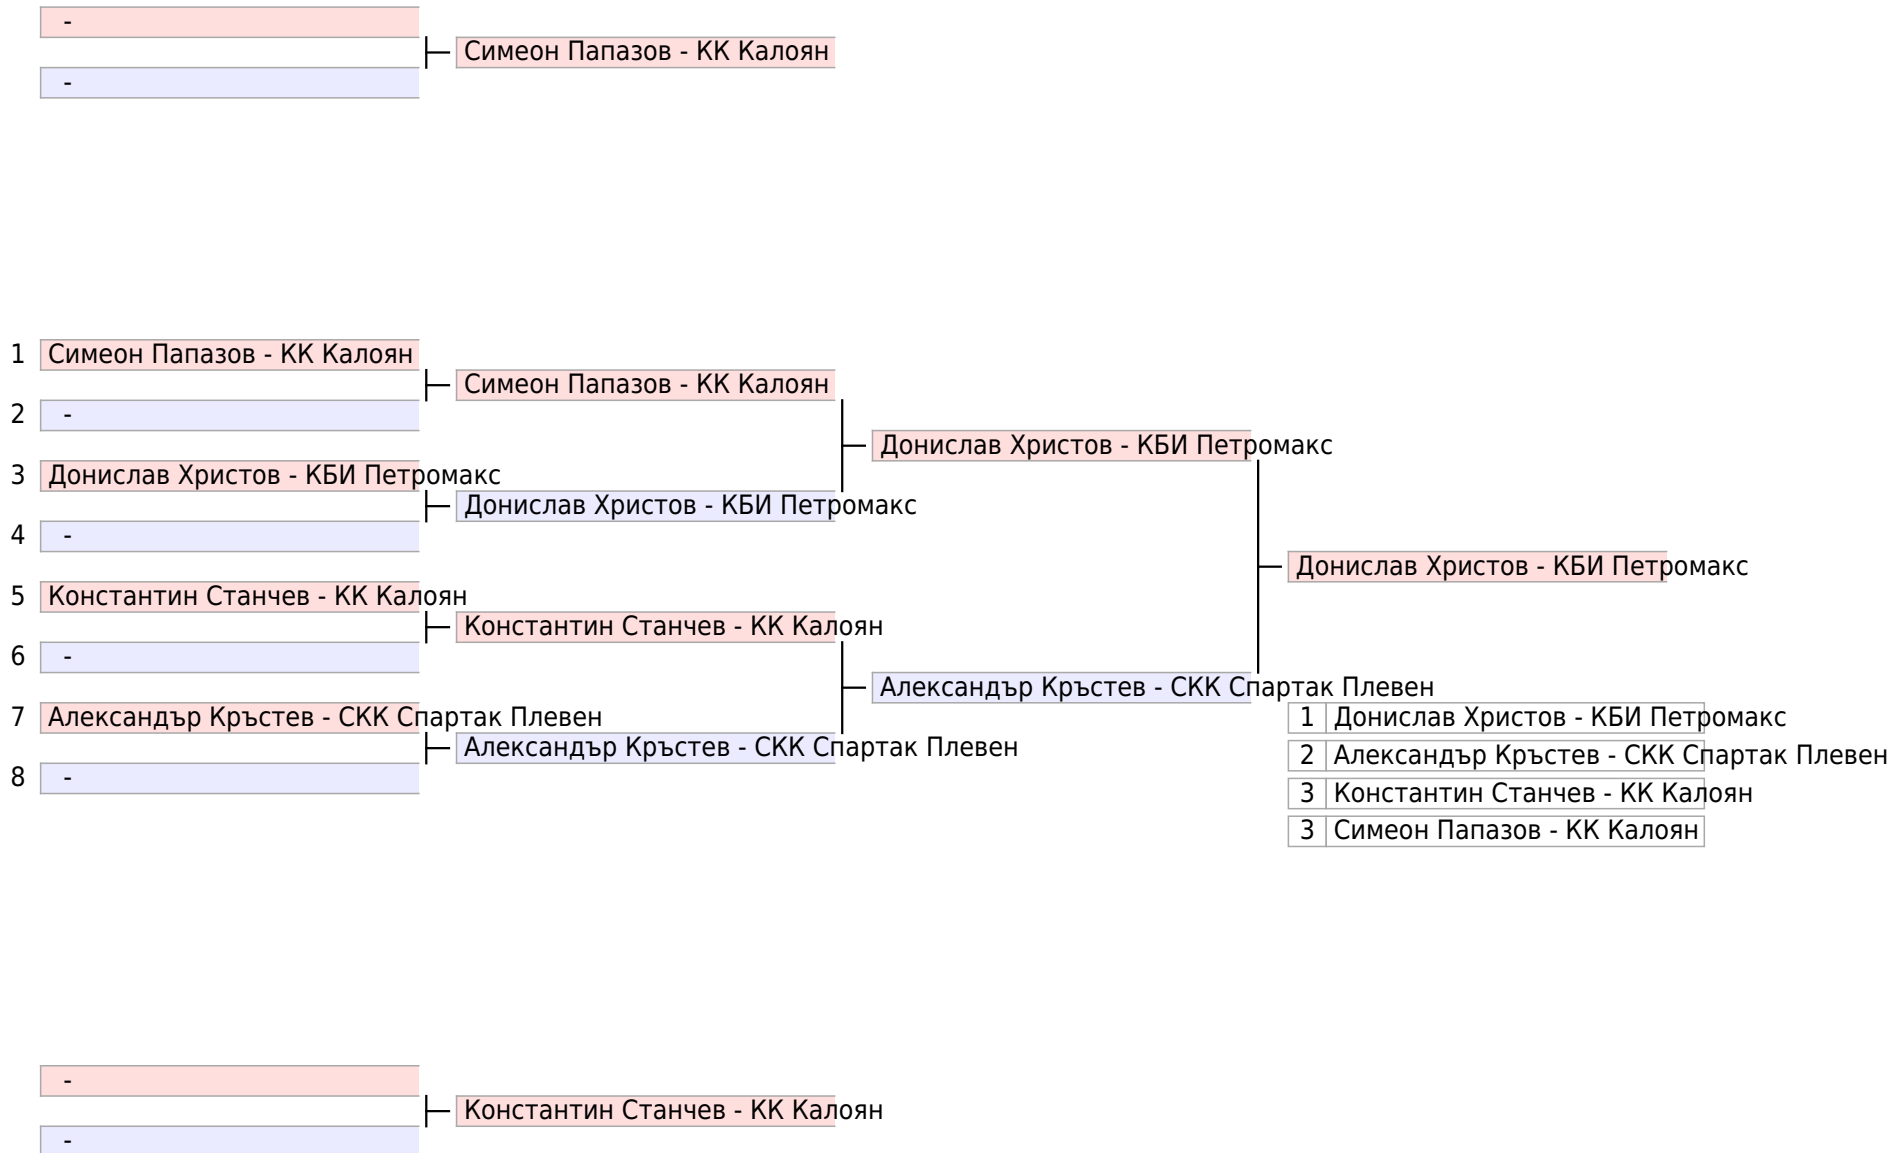 -
Симеон Папазов - КК Калоян
-
1 Симеон Папазов - КК Калоян
Симеон Папазов - КК Калоян
2 -
Донислав Христов - КБИ Петромакс
3 Донислав Христов - КБИ Петромакс
Донислав Христов - КБИ Петромакс
4 -
Донислав Христов - КБИ Петромакс
5 Константин Станчев - КК Калоян
Константин Станчев - КК Калоян
6 -
Александър Кръстев - СКК Спартак Плевен
7 Александър Кръстев - СКК Спартак Плевен
1 Донислав Христов - КБИ Петромакс
Александър Кръстев - СКК Спартак Плевен
2 Александър Кръстев - СКК Спартак Плевен
8 -
3 Константин Станчев - КК Калоян
3 Симеон Папазов - КК Калоян
-
Константин Станчев - КК Калоян
-